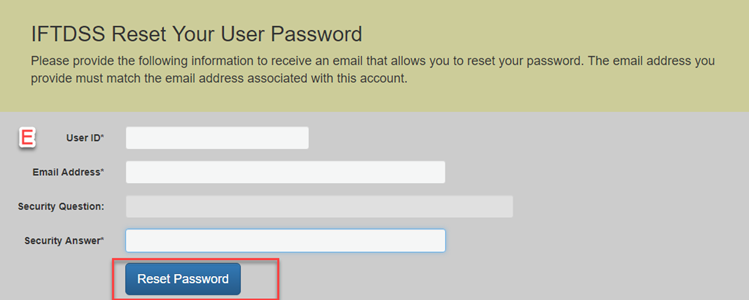 IFTDSS Reset Your User Password
Please provide the following information to receive an email that allows you to reset your password. The email address you
provide must match the email address associated with this account.
E
User ID*
Email Address*
Security Question:
Security Answer*
Reset Password